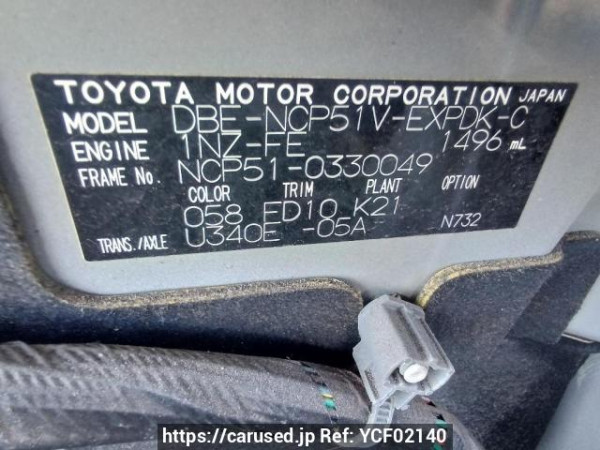 TOYOTA MOTOR CORPORATION JAPAN
MODEL DBE-NCP51V-EXPDK-C
ENGINE 1NZ-FE 1496 mL
FRAME No. NCP51-0330049
COLOR TRIM PLANT OPTION
058 ED10 K21
TRANS./AXLE U340E -05A N732
https://carused.jp Ref: YCF02140